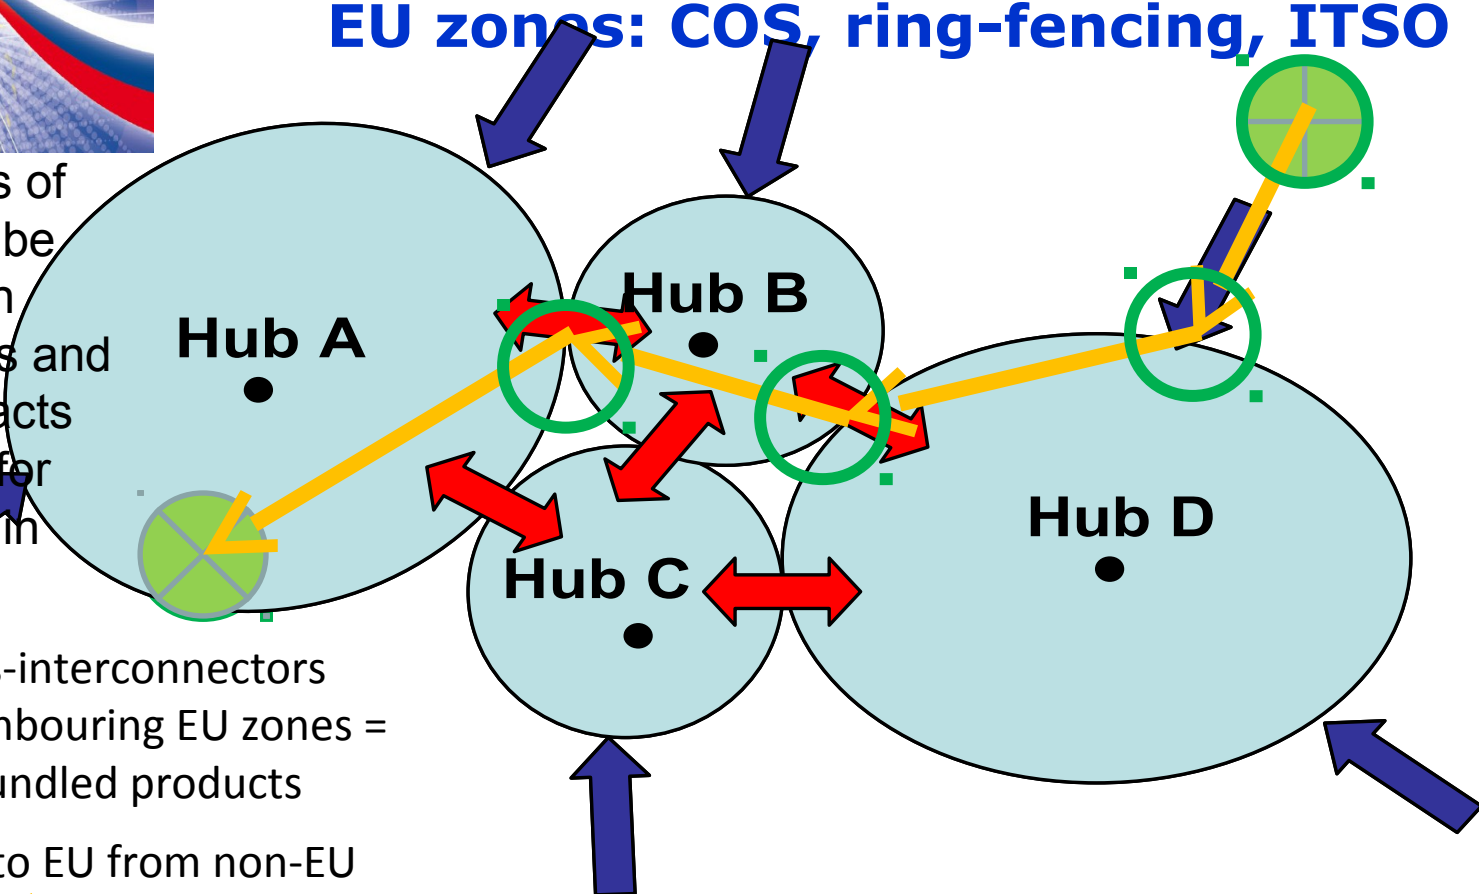 EU zones: COS, ring-fencing, ITSO
s of
be
n
s and
acts
for
in
Hub A
Hub B
Hub C
Hub D
s-interconnectors
nbouring EU zones =
undled products
to EU from non-EU